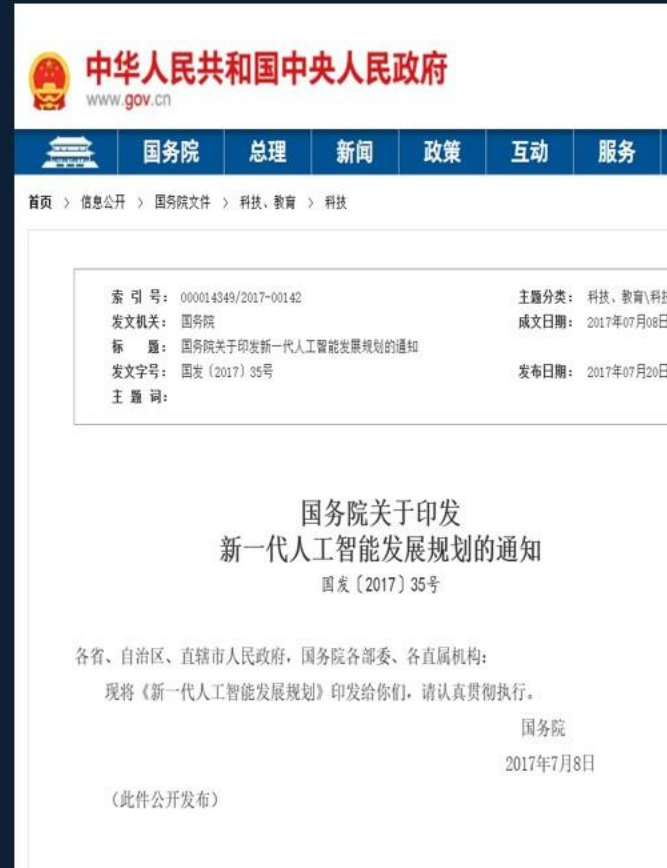 中华人民共和国中央人民政府
www.gov.cn
国务院 总理 新闻 政策 互动 服务
首页 > 信息公开 > 国务院文件 > 科技、教育 > 科技
索 引 号: 000014349/2017-00142 主题分类: 科技、教育\科技
发文机关: 国务院 成文日期: 2017年07月08日
标 题: 国务院关于印发新一代人工智能发展规划的通知
发文字号: 国发〔2017〕35号 发布日期: 2017年07月20日
主 题 词:
国务院关于印发
新一代人工智能发展规划的通知
国发〔2017〕35号
各省、自治区、直辖市人民政府，国务院各部委、各直属机构：
现将《新一代人工智能发展规划》印发给你们，请认真贯彻执行。
国务院
2017年7月8日
（此件公开发布）